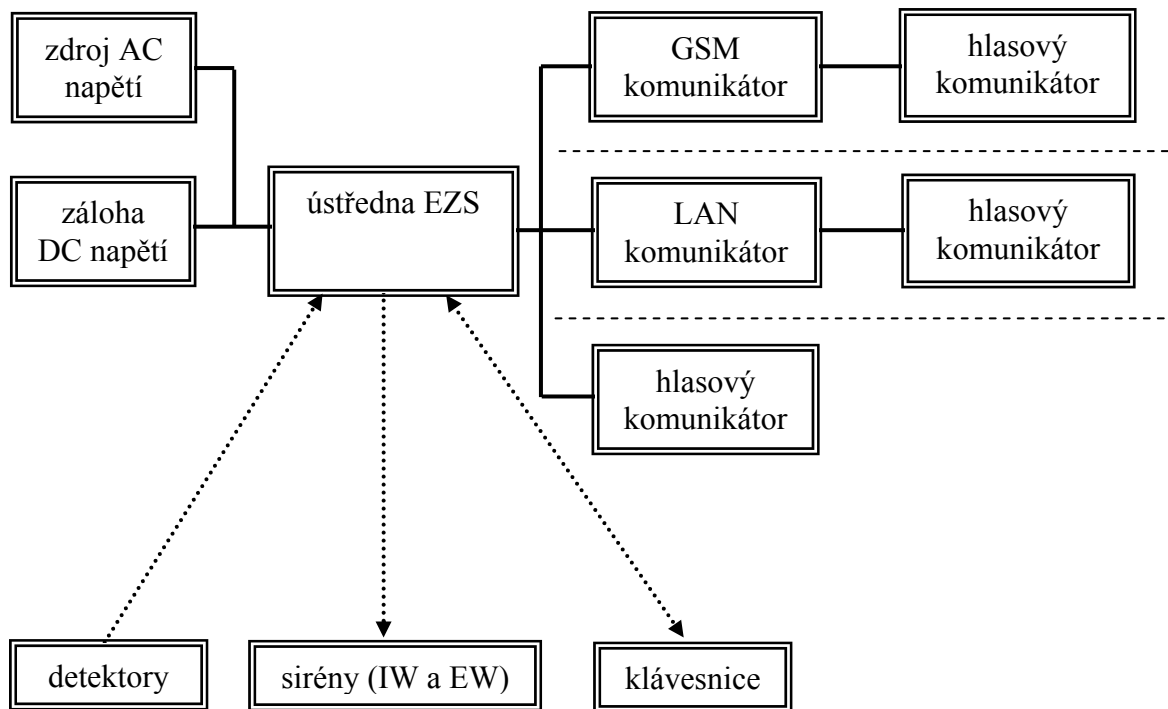 zdroj AC
napětí
GSM
komunikátor
hlasový
komunikátor
záloha
DC napětí
ústředna EZS
LAN
komunikátor
hlasový
komunikátor
hlasový
komunikátor
detektory
sirény (IW a EW)
klávesnice